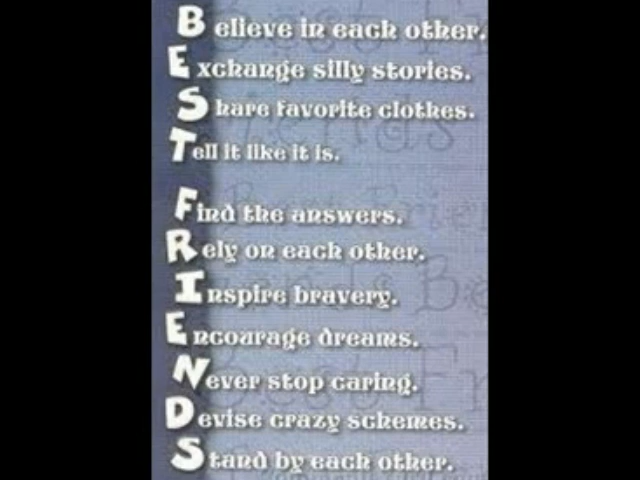 Believe in each other.
Exchange silly stories.
Share favorite clothes.
Tell it like it is.
Find the answers.
Rely on each other.
Inspire bravery.
Encourage dreams.
Never stop caring.
Devise crazy schemes.
Stand by each other.